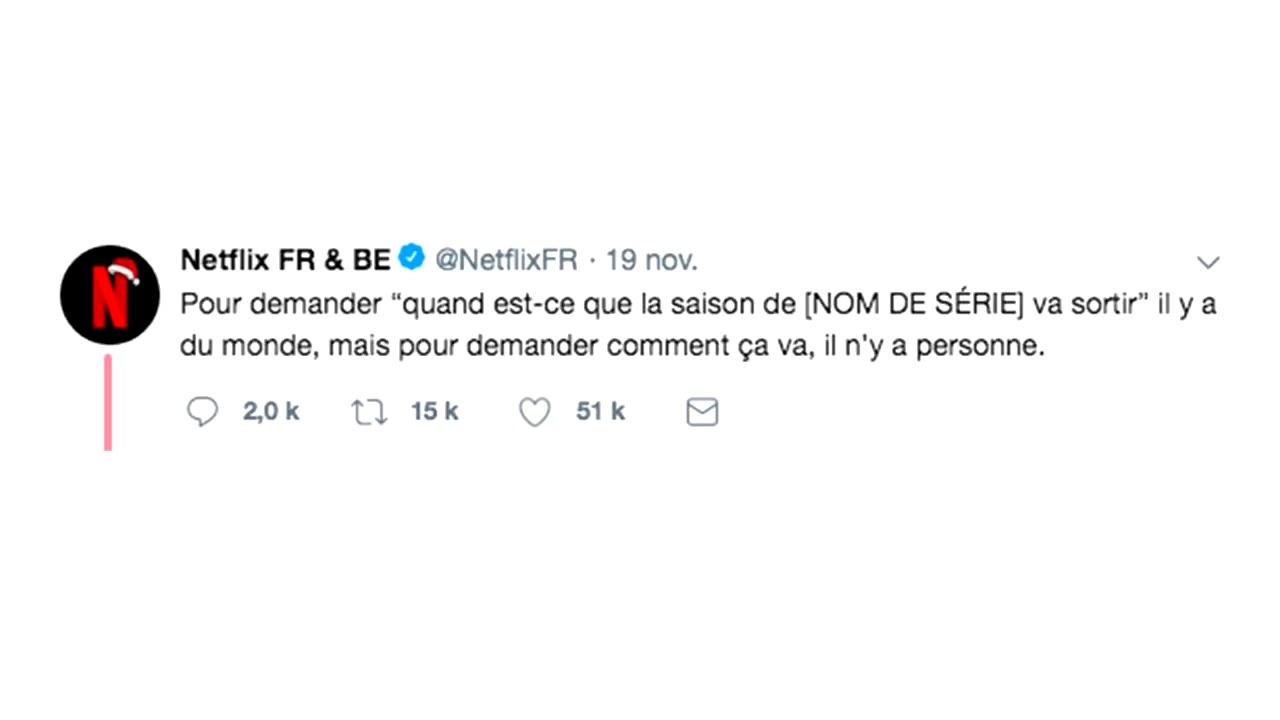 Netflix FR & BE @NetflixFR · 19 nov.
Pour demander “quand est-ce que la saison de [NOM DE SÉRIE] va sortir” il y a
du monde, mais pour demander comment ça va, il n'y a personne.
2,0 k 15 k 51 k